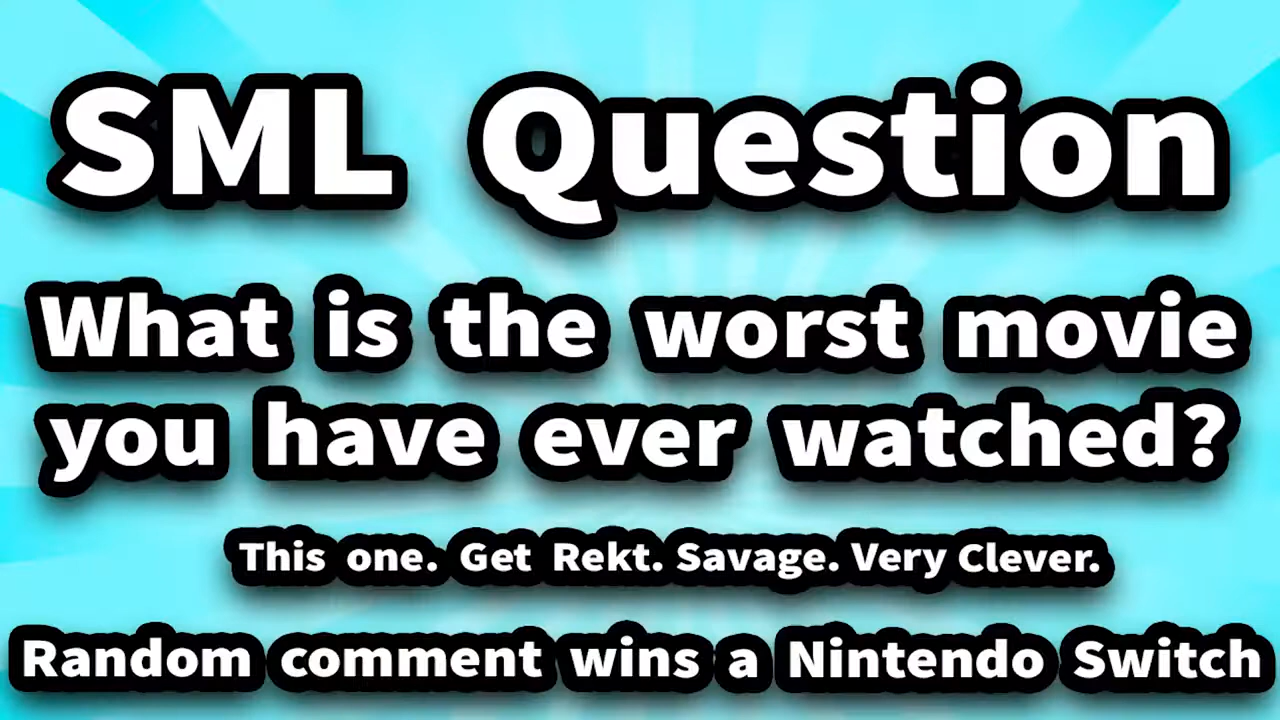 SML Question
What is the worst movie
you have ever watched?
This one. Get Rekt. Savage. Very Clever.
Random comment wins a Nintendo Switch